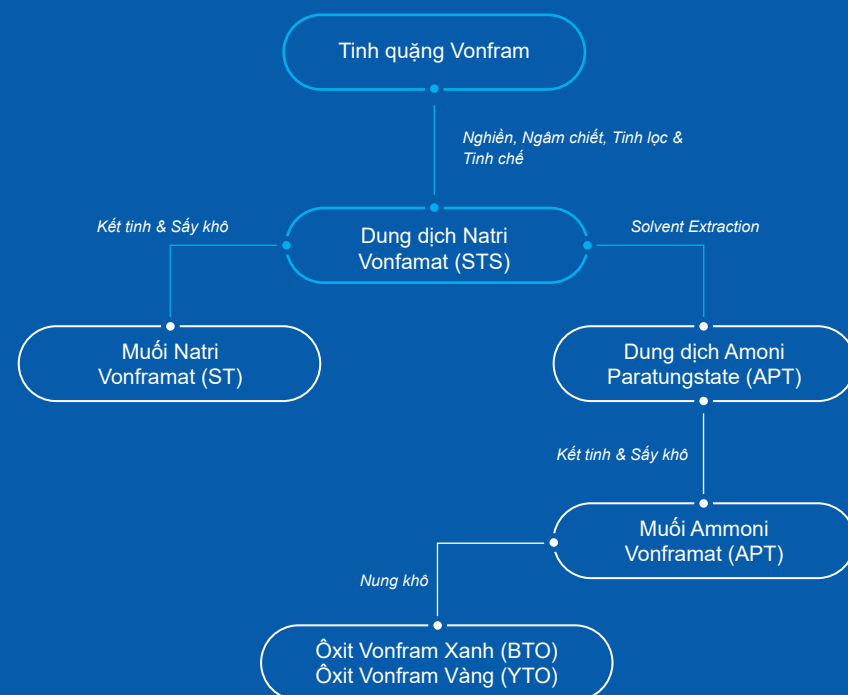 Tinh quặng Vonfram
Nghiền, Ngâm chiết, Tinh lọc &
Tinh chế
Kết tinh & Sấy khô
Dung dịch Natri
Vonfamat (STS)
Solvent Extraction
Muối Natri
Vonframat (ST)
Dung dịch Amoni
Paratungstate (APT)
Kết tinh & Sấy khô
Muối Ammoni
Vonframat (APT)
Nung khô
Ôxit Vonfram Xanh (BTO)
Ôxit Vonfram Vàng (YTO)